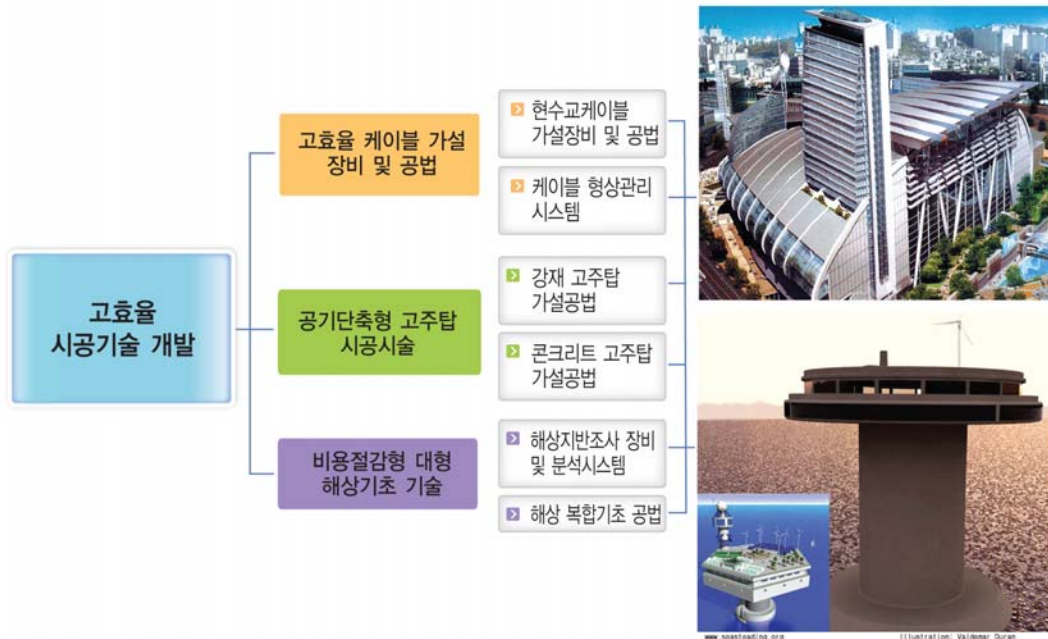 고효율
시공기술 개발
고효율 케이블 가설
장비 및 공법
현수교케이블
가설장비 및 공법
케이블 형상관리
시스템
공기단축형 고주탑
시공시술
강재 고주탑
가설공법
콘크리트 고주탑
가설공법
비용절감형 대형
해상기초 기술
해상지반조사 장비
및 분석시스템
해상 복합기초 공법
www.seasteading.org
Illustration: Valdemar Duran